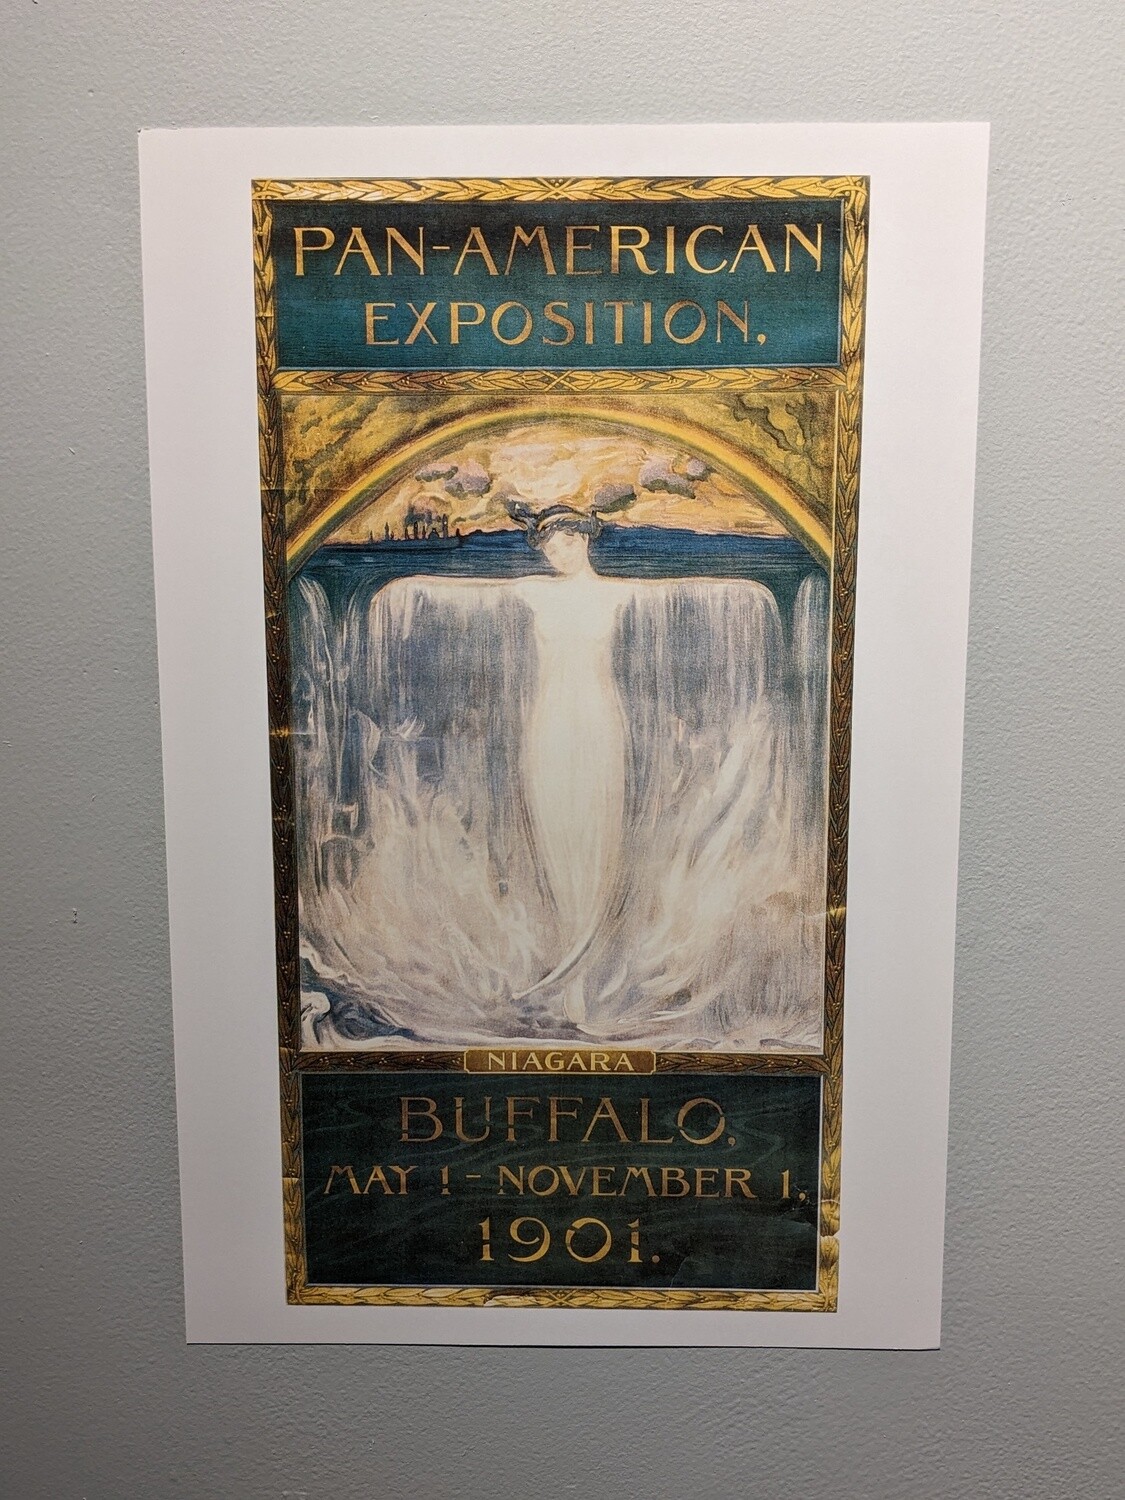 PAN-AMERICAN
EXPOSITION,
NIAGARA
BUFFALO,
MAY 1 - NOVEMBER 1,
1901.